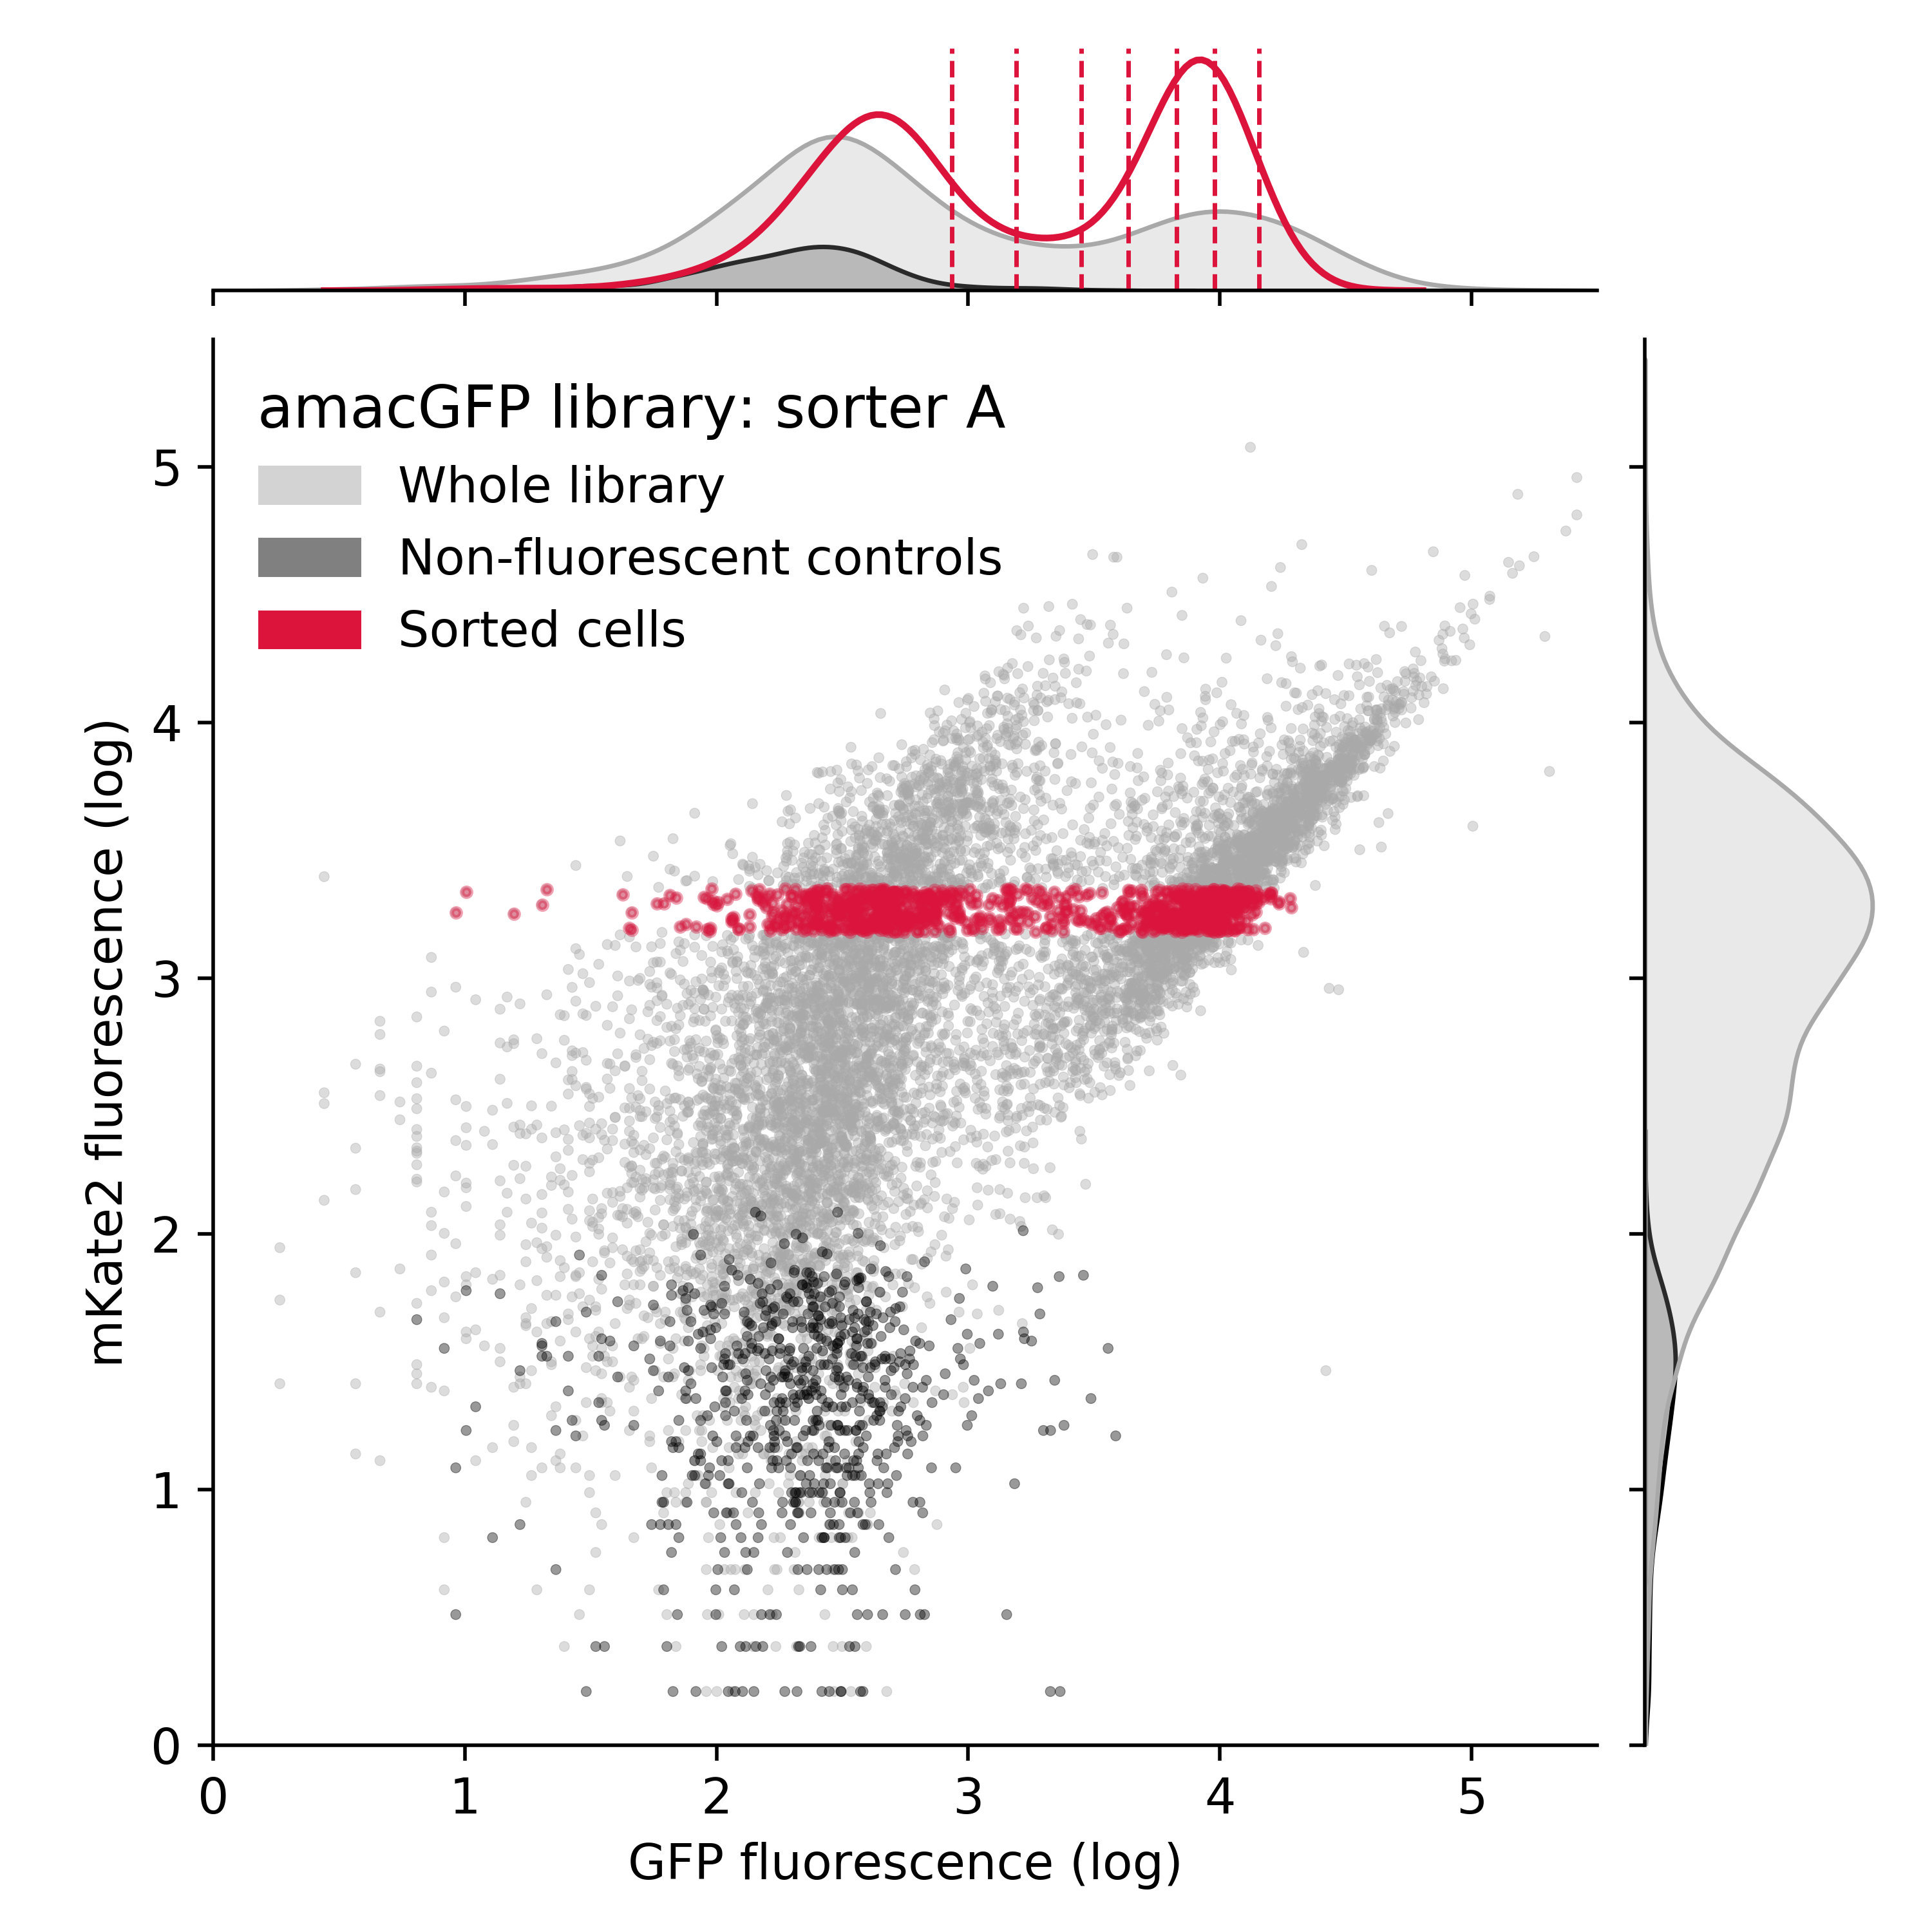 amacGFP library: sorter A
Whole library
Non-fluorescent controls
Sorted cells
mKate2 fluorescence (log)
5
4
3
2
1
0
0 1 2 3 4 5
GFP fluorescence (log)